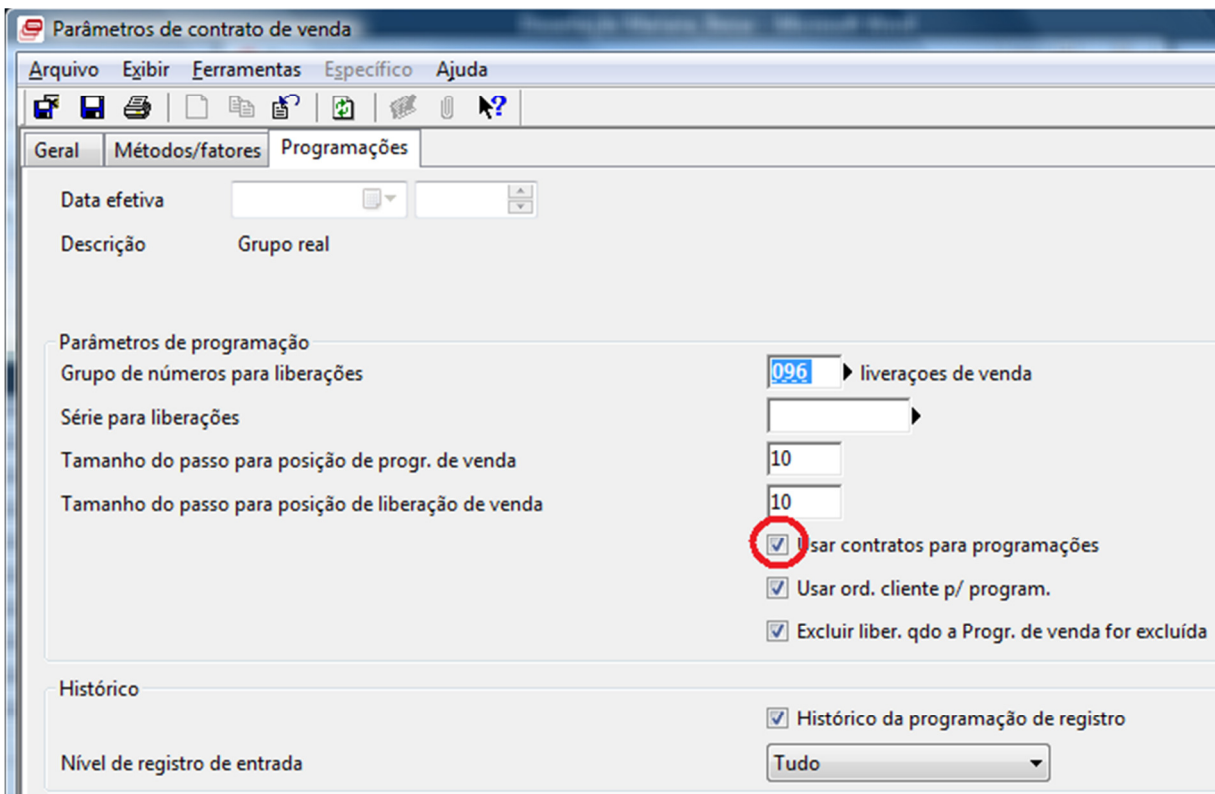 Parâmetros de contrato de venda
Arquivo Exibir Ferramentas Específico Ajuda
Geral Métodos/fatores Programações
Data efetiva
Descrição Grupo real
Parâmetros de programação
Grupo de números para liberações 096 liveraçoes de venda
Série para liberações
Tamanho do passo para posição de progr. de venda 10
Tamanho do passo para posição de liberação de venda 10
Usar contratos para programações
Usar ord. cliente p/ program.
Excluir liber. qdo a Progr. de venda for excluída
Histórico
Histórico da programação de registro
Nível de registro de entrada Tudo